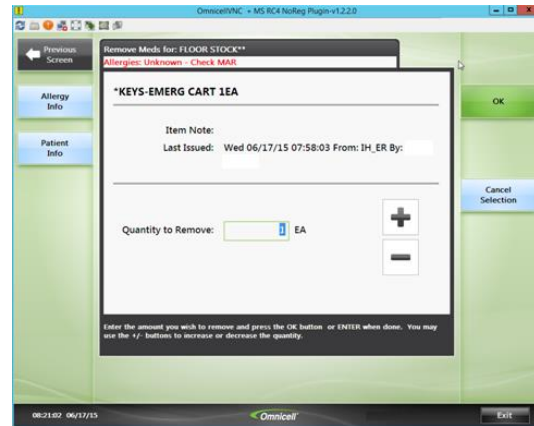 OmnicellVNC + MS RC4 NoReg Plugin-v1.2.2.0
Previous Screen
Remove Meds for: FLOOR STOCK**
Allergies: Unknown - Check MAR
Allergy Info
Patient Info
*KEYS-EMERG CART 1EA
Item Note:
Last Issued: Wed 06/17/15 07:58:03 From: IH_ER By:
Quantity to Remove: 1 EA
+
−
OK
Cancel Selection
Enter the amount you wish to remove and press the OK button or ENTER when done. You may
use the +/- buttons to increase or decrease the quantity.
08:21:02 06/17/15
Omnicell
Exit